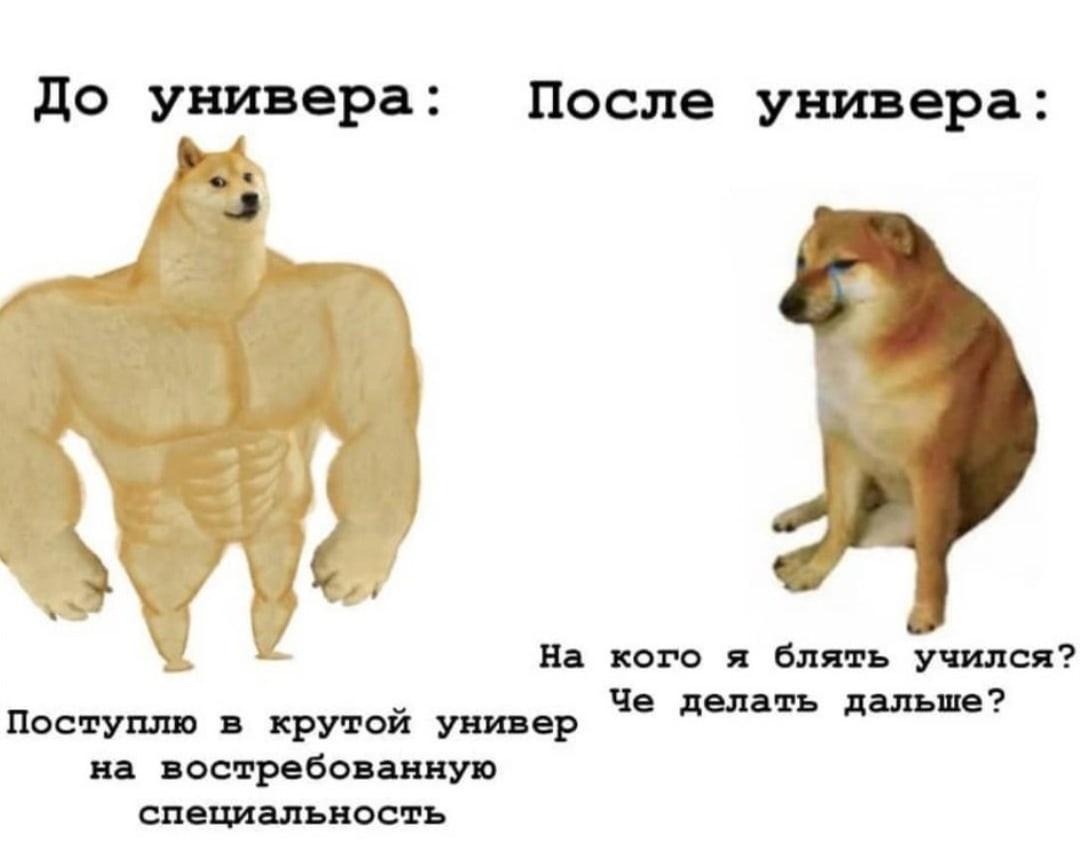 До универа:
После универа:
На кого я блять учился?
Че делать дальше?
Поступлю в крутой универ
на востребованную
специальность